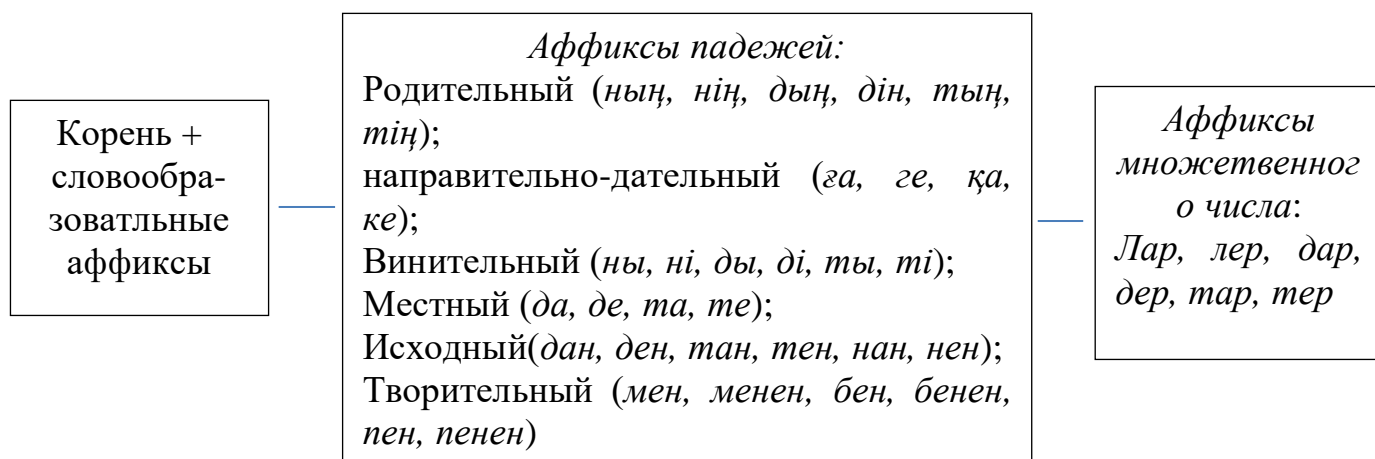 Корень +
словообра-
зоватльные
аффиксы
Аффиксы падежей:
Родительный (ның, нің, дың, дін, тың,
тің);
направительно-дательный (ға, ге, қа,
ке);
Винительный (ны, ні, ды, ді, ты, ті);
Местный (да, де, та, те);
Исходный(дан, ден, тан, тен, нан, нен);
Творительный (мен, менен, бен, бенен,
пен, пенен)
Аффиксы
множетвенног
о числа:
Лар, лер, дар,
дер, тар, тер